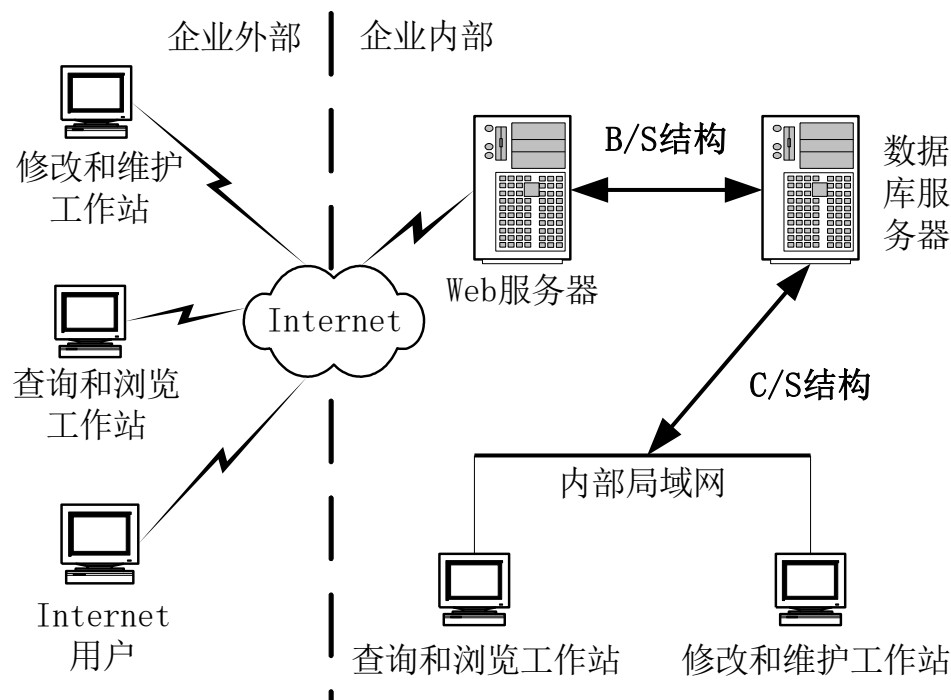 企业外部
企业内部
修改和维护
工作站
B/S结构
数据
库服
务器
Web服务器
Internet
查询和浏览
工作站
C/S结构
内部局域网
Internet
用户
查询和浏览工作站
修改和维护工作站